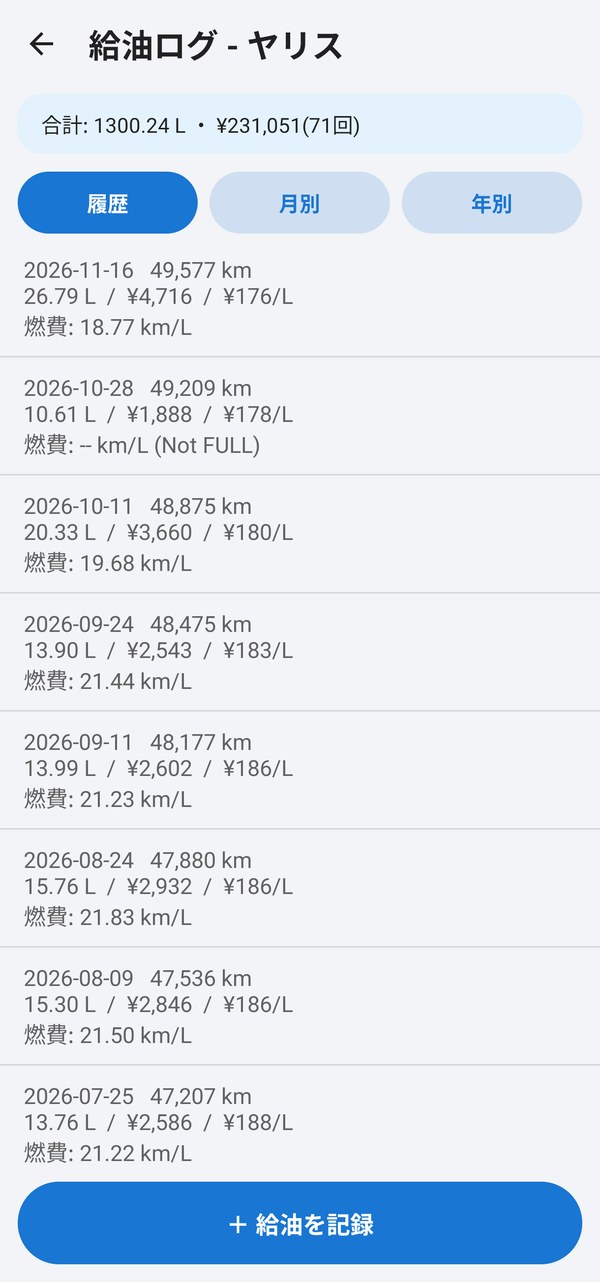 給油ログ - ヤリス
合計: 1300.24 L ・ ¥231,051(71回)
履歴
月別
年別
2026-11-16 49,577 km
26.79 L / ¥4,716 / ¥176/L
燃費: 18.77 km/L
2026-10-28 49,209 km
10.61 L / ¥1,888 / ¥178/L
燃費: -- km/L (Not FULL)
2026-10-11 48,875 km
20.33 L / ¥3,660 / ¥180/L
燃費: 19.68 km/L
2026-09-24 48,475 km
13.90 L / ¥2,543 / ¥183/L
燃費: 21.44 km/L
2026-09-11 48,177 km
13.99 L / ¥2,602 / ¥186/L
燃費: 21.23 km/L
2026-08-24 47,880 km
15.76 L / ¥2,932 / ¥186/L
燃費: 21.83 km/L
2026-08-09 47,536 km
15.30 L / ¥2,846 / ¥186/L
燃費: 21.50 km/L
2026-07-25 47,207 km
13.76 L / ¥2,586 / ¥188/L
燃費: 21.22 km/L
＋ 給油を記録